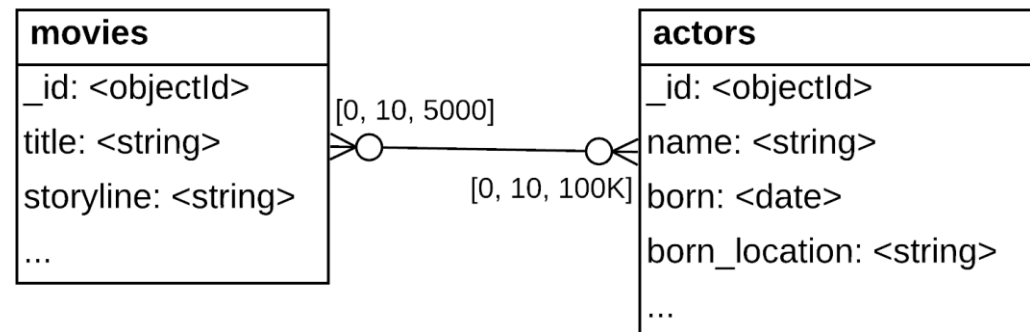 movies
_id: <objectId>
title: <string>
storyline: <string>
...
[0, 10, 5000]
[0, 10, 100K]
actors
_id: <objectId>
name: <string>
born: <date>
born_location: <string>
...